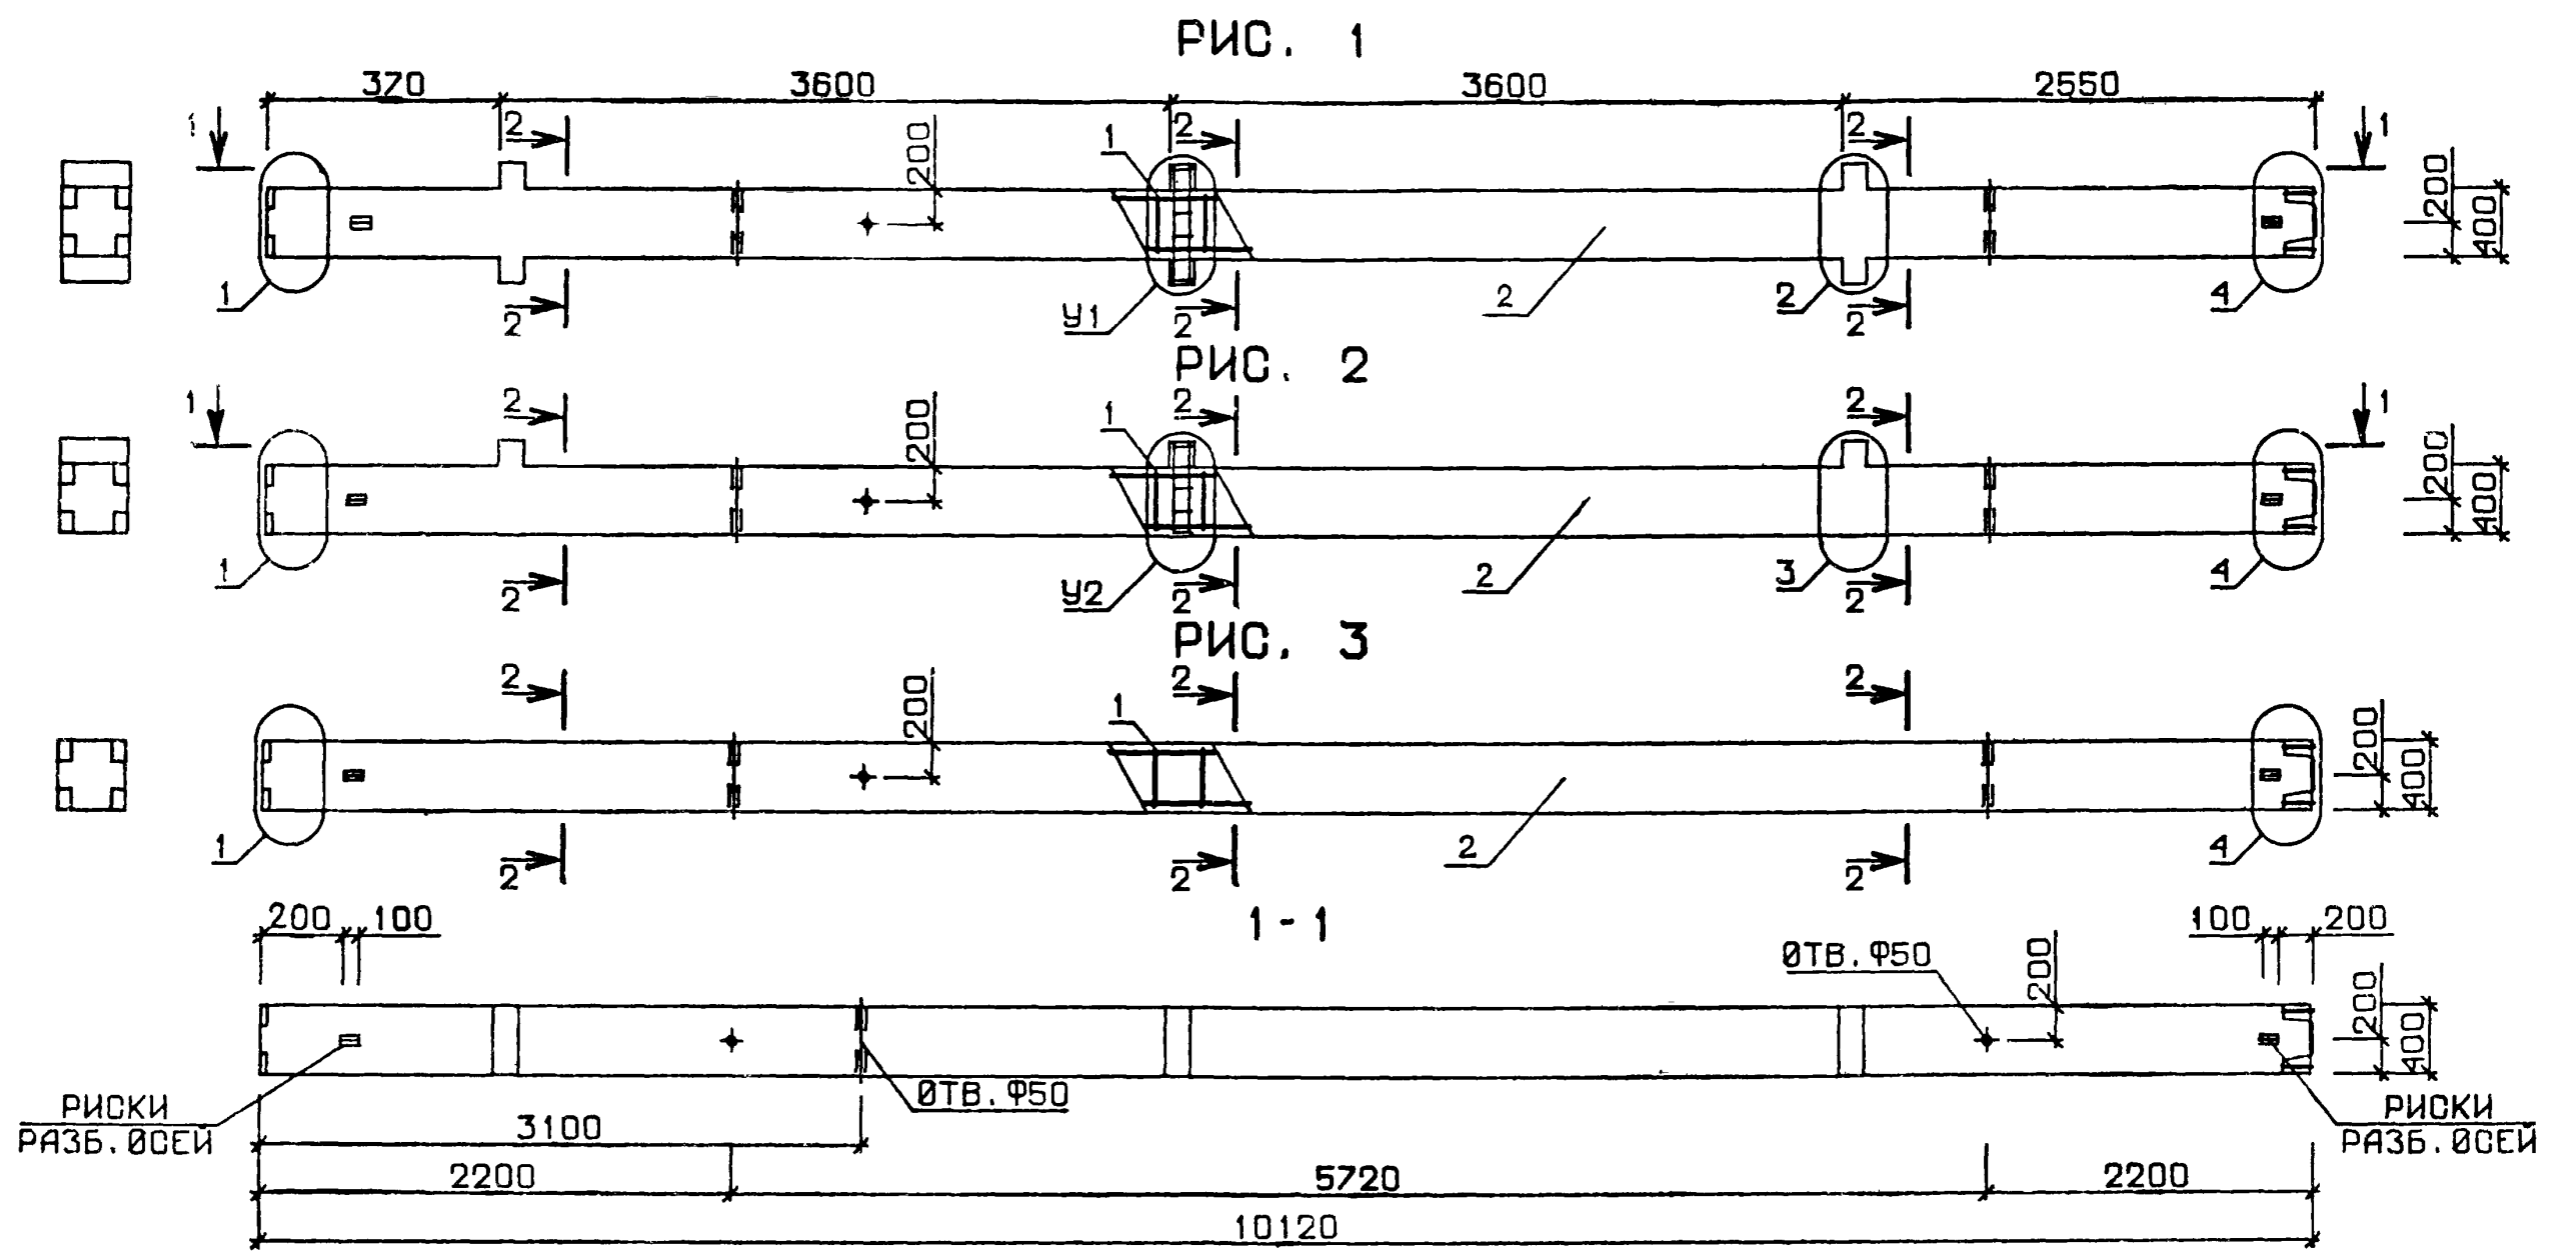 РИС. 1
370 3600 3600 2550
1 2 200 1 2 2 1
200 400
1 2 У1 2 2 2 2 4
РИС. 2
1 2 200 1 2 2 1
200 400
1 2 У2 2 2 3 2 4
РИС. 3
2 200 1 2 2
200 400
1 2 2 2 2 4
1-1
200 100 100 200
ОТВ. Ф50 200
200 400
ОТВ. Ф50
РИСКИ
РАЗБ. ОСЕЙ
РИСКИ
РАЗБ. ОСЕЙ
3100
2200 5720 2200
10120